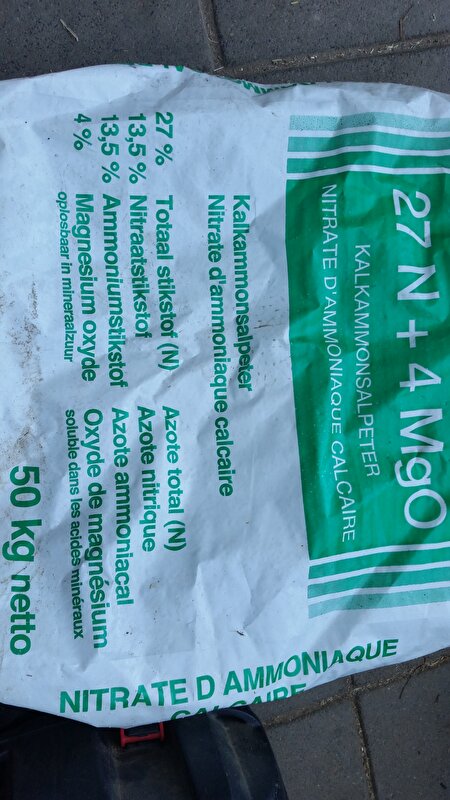 27 N + 4 MgO
KALKAMMONSALPETER
NITRATE D'AMMONIAQUE CALCAIRE
Kalkammonsalpeter
Nitrate d'ammoniaque calcaire
27 % Totaal stikstof (N) Azote total (N)
13,5 % Nitraatstikstof Azote nitrique
13,5 % Ammoniumstikstof Azote ammoniacal
4 % Magnesium oxyde Oxyde de magnésium
oplosbaar in mineraalzuur soluble dans les acides minéraux
50 kg netto
NITRATE D AMMONIAQUE
CALCAIRE